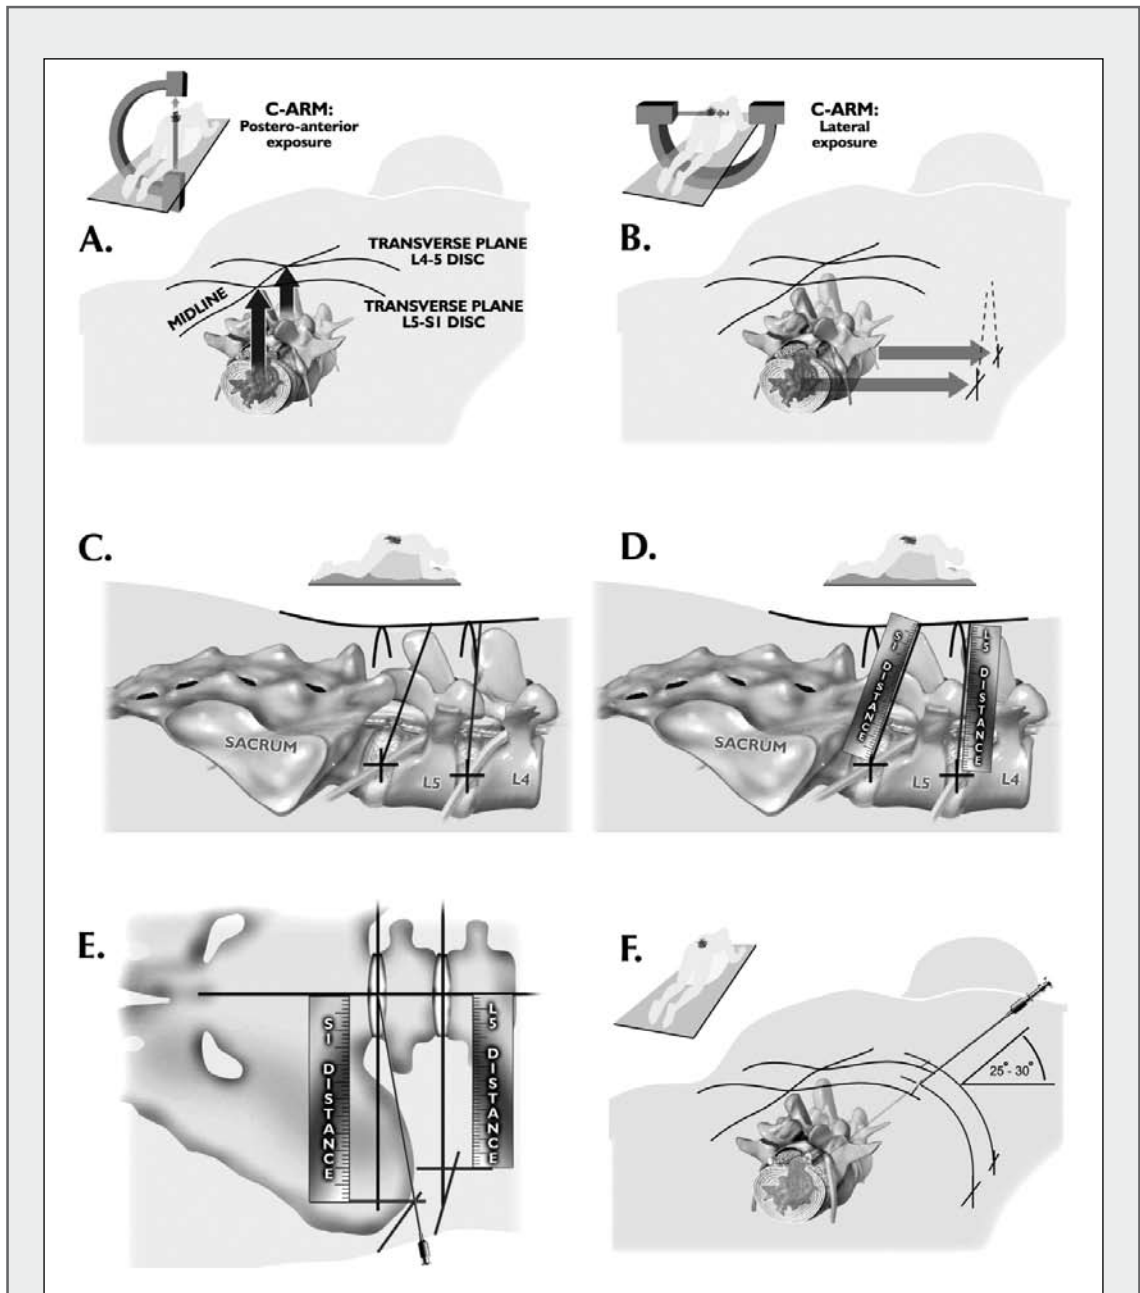 C-ARM:
Postero-anterior
exposure
A.
TRANSVERSE PLANE
L4-5 DISC
MIDLINE
TRANSVERSE PLANE
L5-S1 DISC
C-ARM:
Lateral
exposure
B.
C.
SACRUM
L5
L4
D.
S1 DISTANCE
L5 DISTANCE
SACRUM
L5
L4
E.
S1 DISTANCE
L5 DISTANCE
F.
25°- 30°